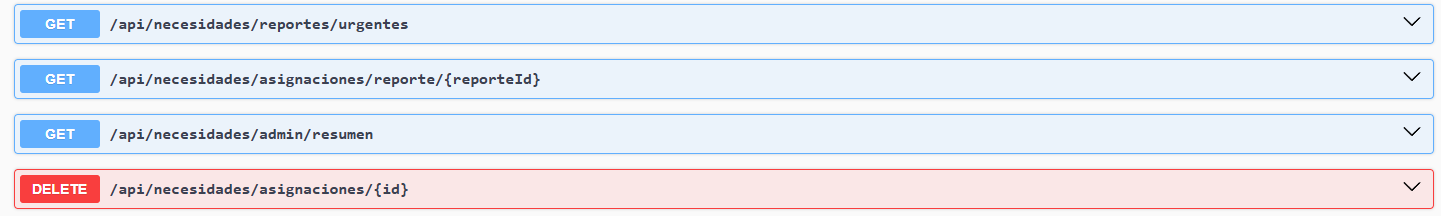 GET /api/necesidades/reportes/urgentes
GET /api/necesidades/asignaciones/reporte/{reporteId}
GET /api/necesidades/admin/resumen
DELETE /api/necesidades/asignaciones/{id}